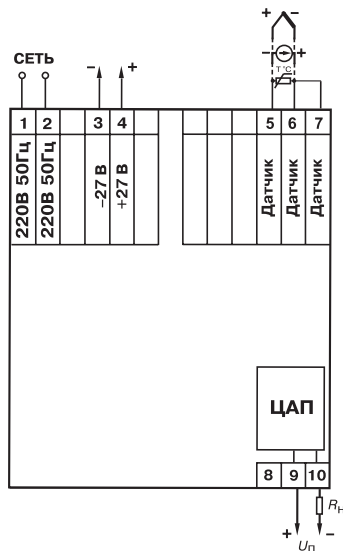 + –
– +
T °C
СЕТЬ – +
1 2 3 4 5 6 7
220В 50Гц
220В 50Гц
–27 В
+27 В
Датчик
Датчик
Датчик
ЦАП
8 9 10
Rн
+ –
Uп